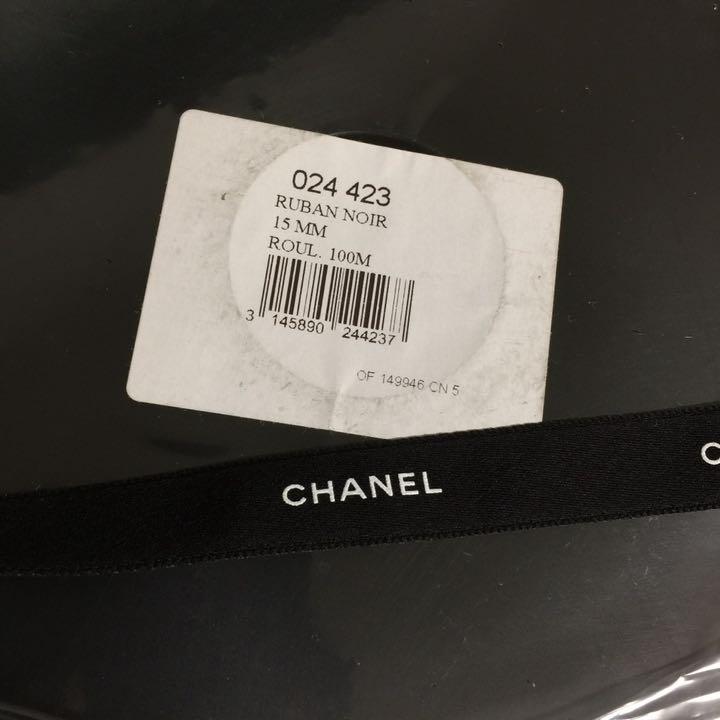 024 423
RUBAN NOIR
15 MM
ROUL. 100M
3 145890 244237
OF 149946 CN 5
CHANEL
C